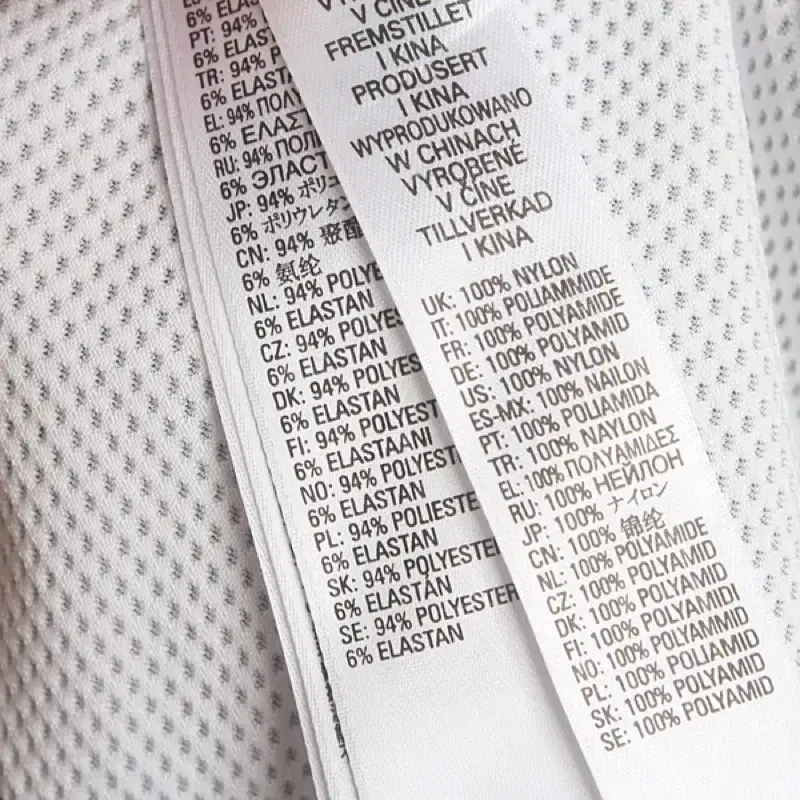 6% ELAS
PT: 94%
6% ELAS
TR: 94% P
6% ELASTA
EL: 94% ΠΟΛΥ
6% ΕΛΑΣΤ
RU: 94% ПОЛИ
6% ЭЛАСТ
JP: 94% ポリエ
6% ポリウレタン
CN: 94% 聚酯
6% 氨纶
NL: 94% POLYE
6% ELASTAN
CZ: 94% POLYES
6% ELASTAN
DK: 94% POLYES
6% ELASTAN
FI: 94% POLYEST
6% ELASTAANI
NO: 94% POLYEST
6% ELASTAN
PL: 94% POLIESTE
6% ELASTAN
SK: 94% POLYESTE
6% ELASTÁN
SE: 94% POLYESTER
6% ELASTAN
V ČÍNE
FREMSTILLET
I KINA
PRODUSERT
I KINA
WYPRODUKOWANO
W CHINACH
VYROBENÉ
V ČÍNE
TILLVERKAD
I KINA
UK: 100% NYLON
IT: 100% POLIAMMIDE
FR: 100% POLYAMIDE
DE: 100% POLYAMID
US: 100% NYLON
ES-MX: 100% NAILON
PT: 100% POLIAMIDA
TR: 100% NAYLON
EL: 100% ΠΟΛΥΑΜΙΔΕΣ
RU: 100% НЕЙЛОН
JP: 100% ナイロン
CN: 100% 锦纶
NL: 100% POLYAMIDE
CZ: 100% POLYAMID
DK: 100% POLYAMID
FI: 100% POLYAMIDI
NO: 100% POLYAMMID
PL: 100% POLIAMID
SK: 100% POLYAMID
SE: 100% POLYAMID